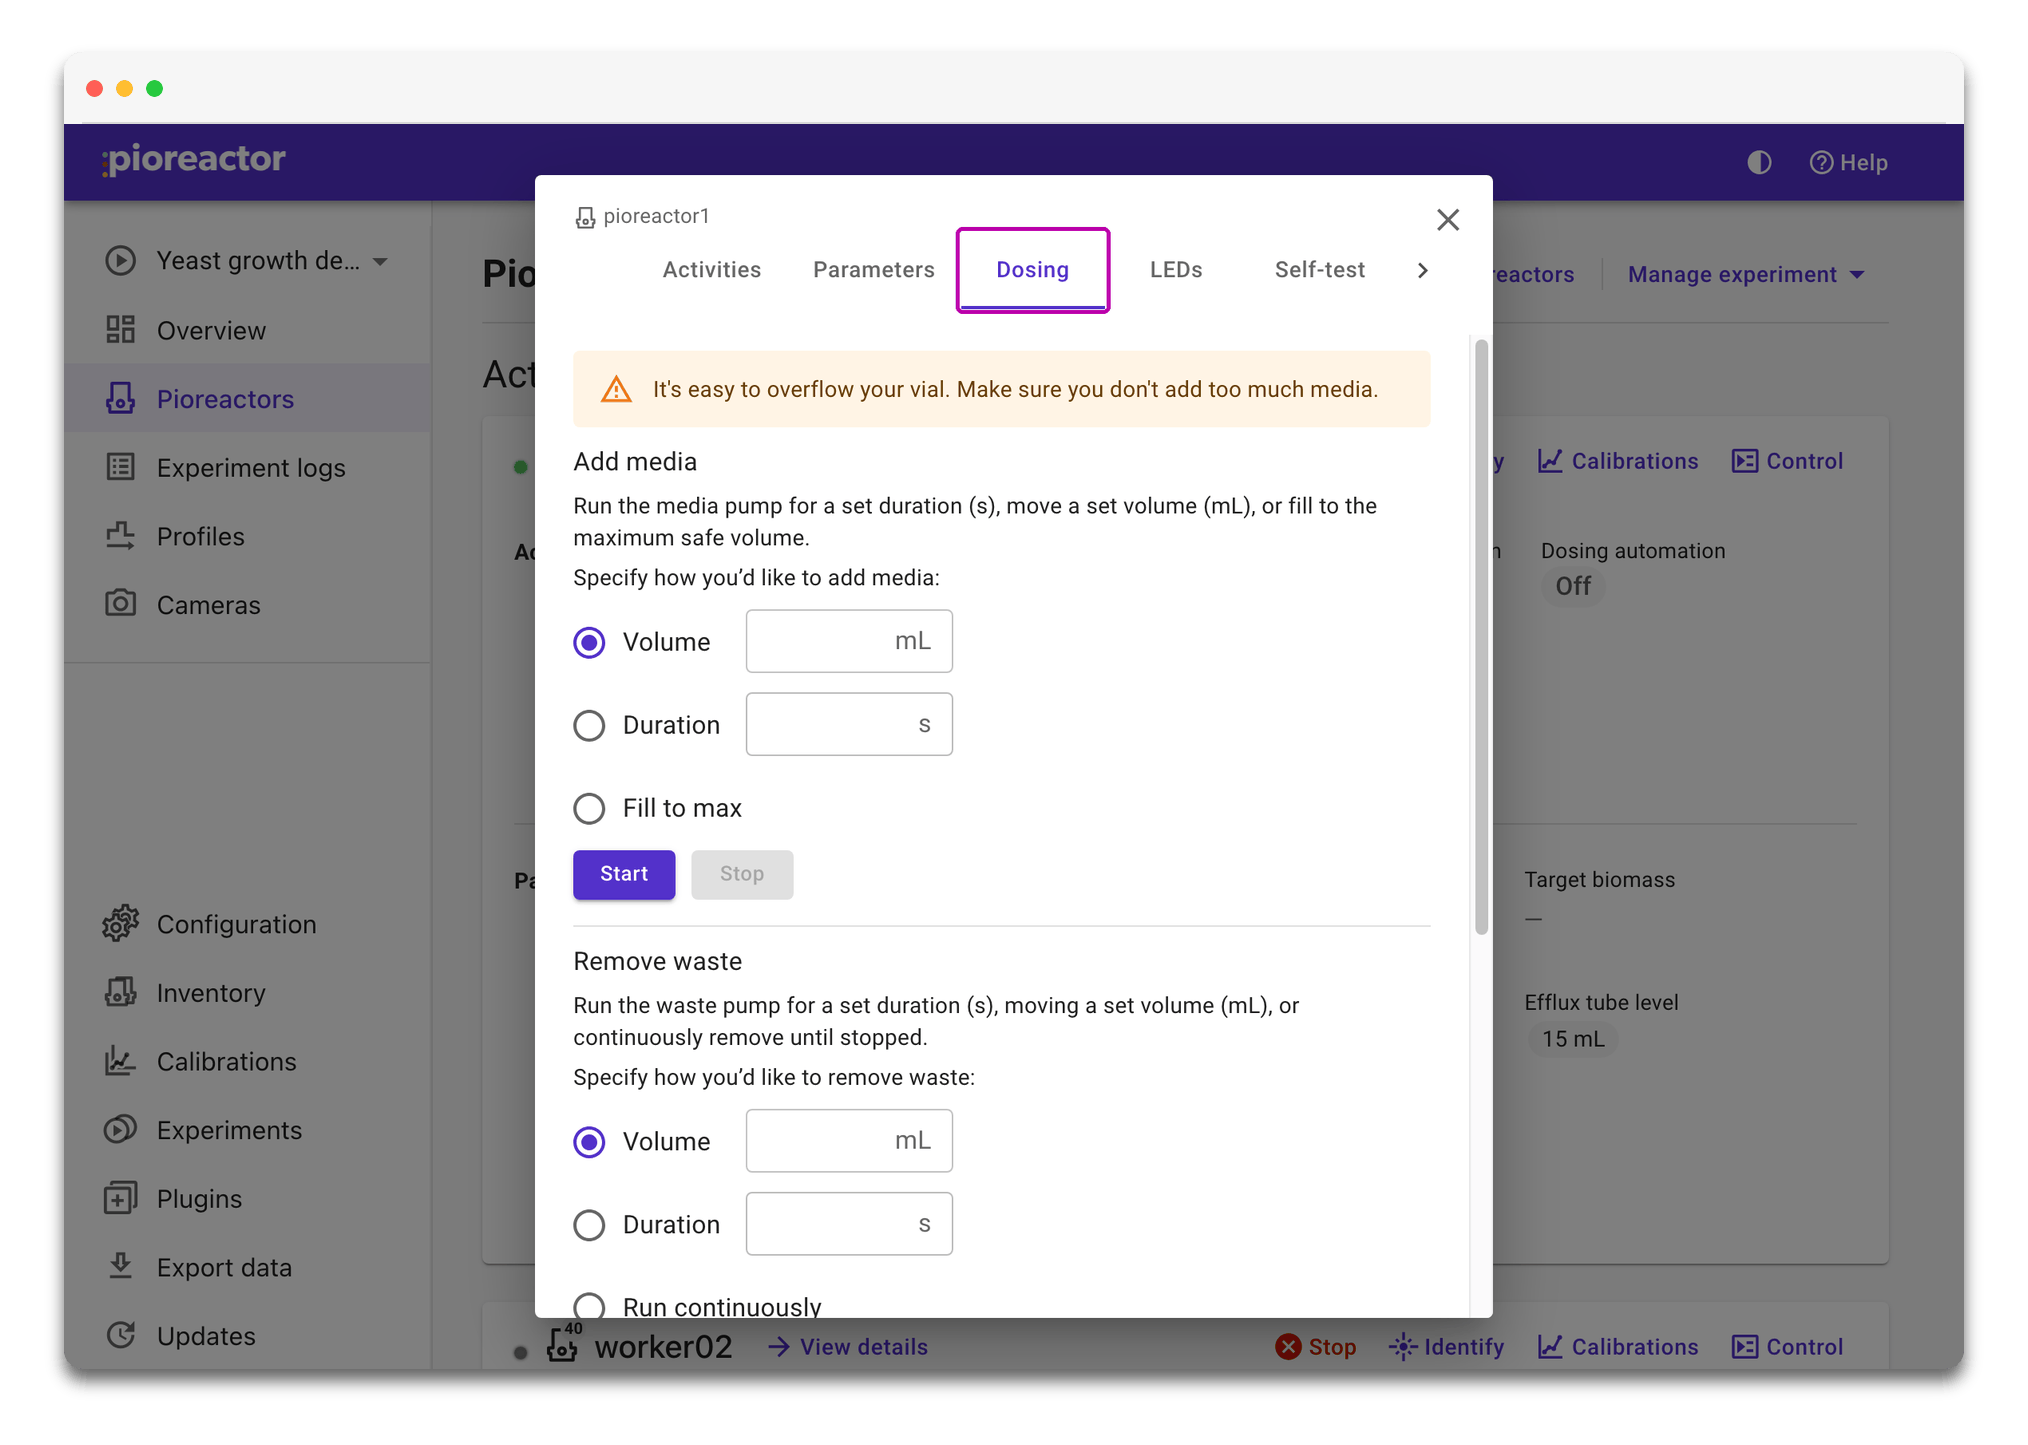 pioreactor
Help
Yeast growth de...
Overview
Pioreactors
Experiment logs
Profiles
Cameras
Configuration
Inventory
Calibrations
Experiments
Plugins
Export data
Updates
Pio
reactors
Manage experiment
Act
y
Calibrations
Control
Ac
n
Dosing automation
Off
Pa
Target biomass
—
Efflux tube level
15 mL
pioreactor1
Activities
Parameters
Dosing
LEDs
Self-test
It's easy to overflow your vial. Make sure you don't add too much media.
Add media
Run the media pump for a set duration (s), move a set volume (mL), or fill to the
maximum safe volume.
Specify how you’d like to add media:
Volume
mL
Duration
s
Fill to max
Start
Stop
Remove waste
Run the waste pump for a set duration (s), moving a set volume (mL), or
continuously remove until stopped.
Specify how you’d like to remove waste:
Volume
mL
Duration
s
Run continuously
40
worker02
View details
Stop
Identify
Calibrations
Control